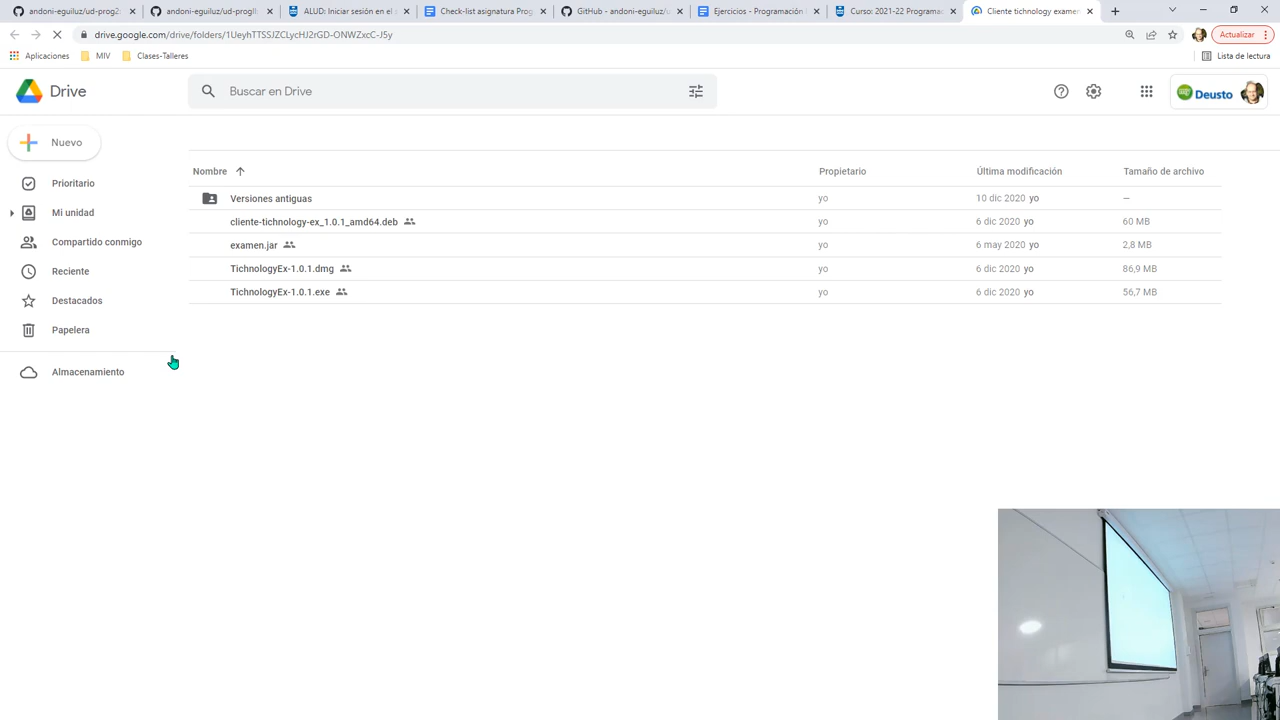 andoni-eguiluz/ud-prog2
andoni-eguiluz/ud-progII
ALUD: Iniciar sesión en el
Check-list asignatura Prog
GitHub - andoni-eguiluz/u
Ejercicios - Programación
Curso: 2021-22 Programac
Cliente tichnology examen
drive.google.com/drive/folders/1UeyhTTSSJZCLycHJ2rGD-ONWZxcC-J5y
Actualizar
Aplicaciones
MIV
Clases-Talleres
Lista de lectura
Drive
Buscar en Drive
Deusto
Nuevo
Prioritario
Mi unidad
Compartido conmigo
Reciente
Destacados
Papelera
Almacenamiento
Nombre Propietario Última modificación Tamaño de archivo
Versiones antiguas yo 10 dic 2020 yo —
cliente-tichnology-ex_1.0.1_amd64.deb yo 6 dic 2020 yo 60 MB
examen.jar yo 6 may 2020 yo 2,8 MB
TichnologyEx-1.0.1.dmg yo 6 dic 2020 yo 86,9 MB
TichnologyEx-1.0.1.exe yo 6 dic 2020 yo 56,7 MB